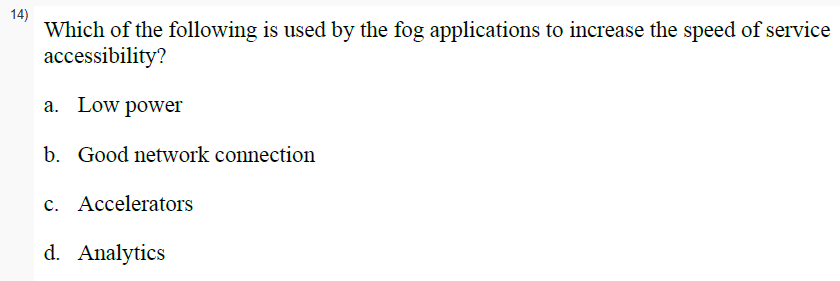 14)
Which of the following is used by the fog applications to increase the speed of service
accessibility?
a. Low power
b. Good network connection
c. Accelerators
d. Analytics